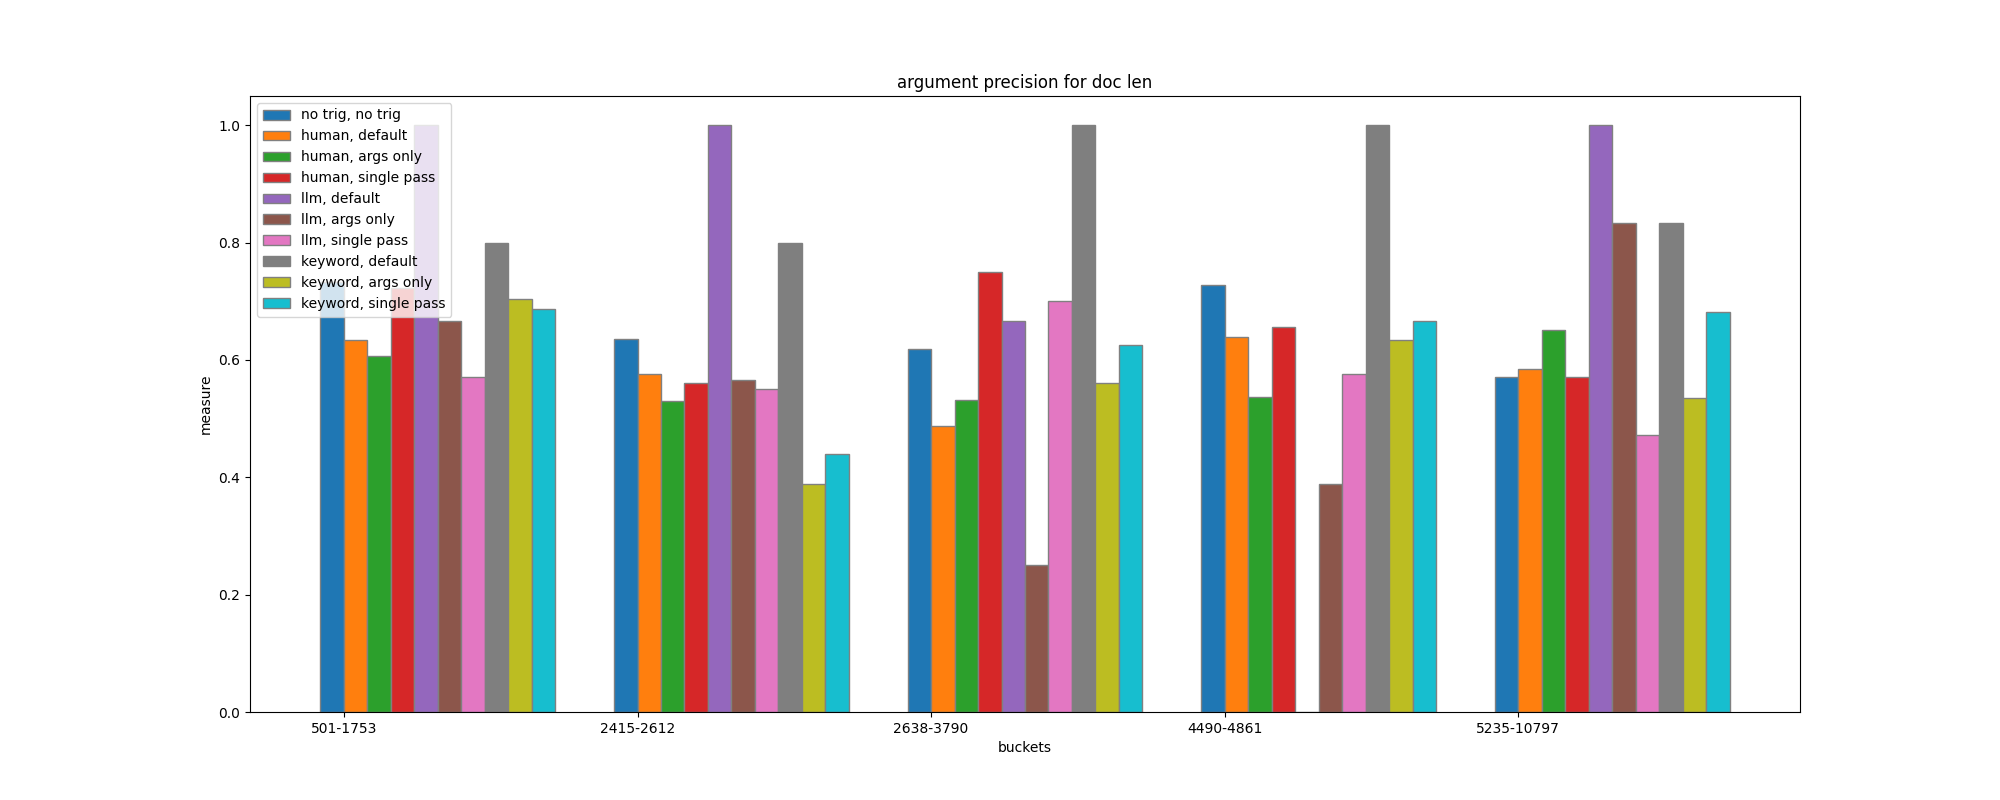 argument precision for doc len
no trig, no trig
human, default
human, args only
human, single pass
llm, default
llm, args only
llm, single pass
keyword, default
keyword, args only
keyword, single pass
measure
1.0
0.8
0.6
0.4
0.2
0.0
501-1753
2415-2612
2638-3790
4490-4861
5235-10797
buckets